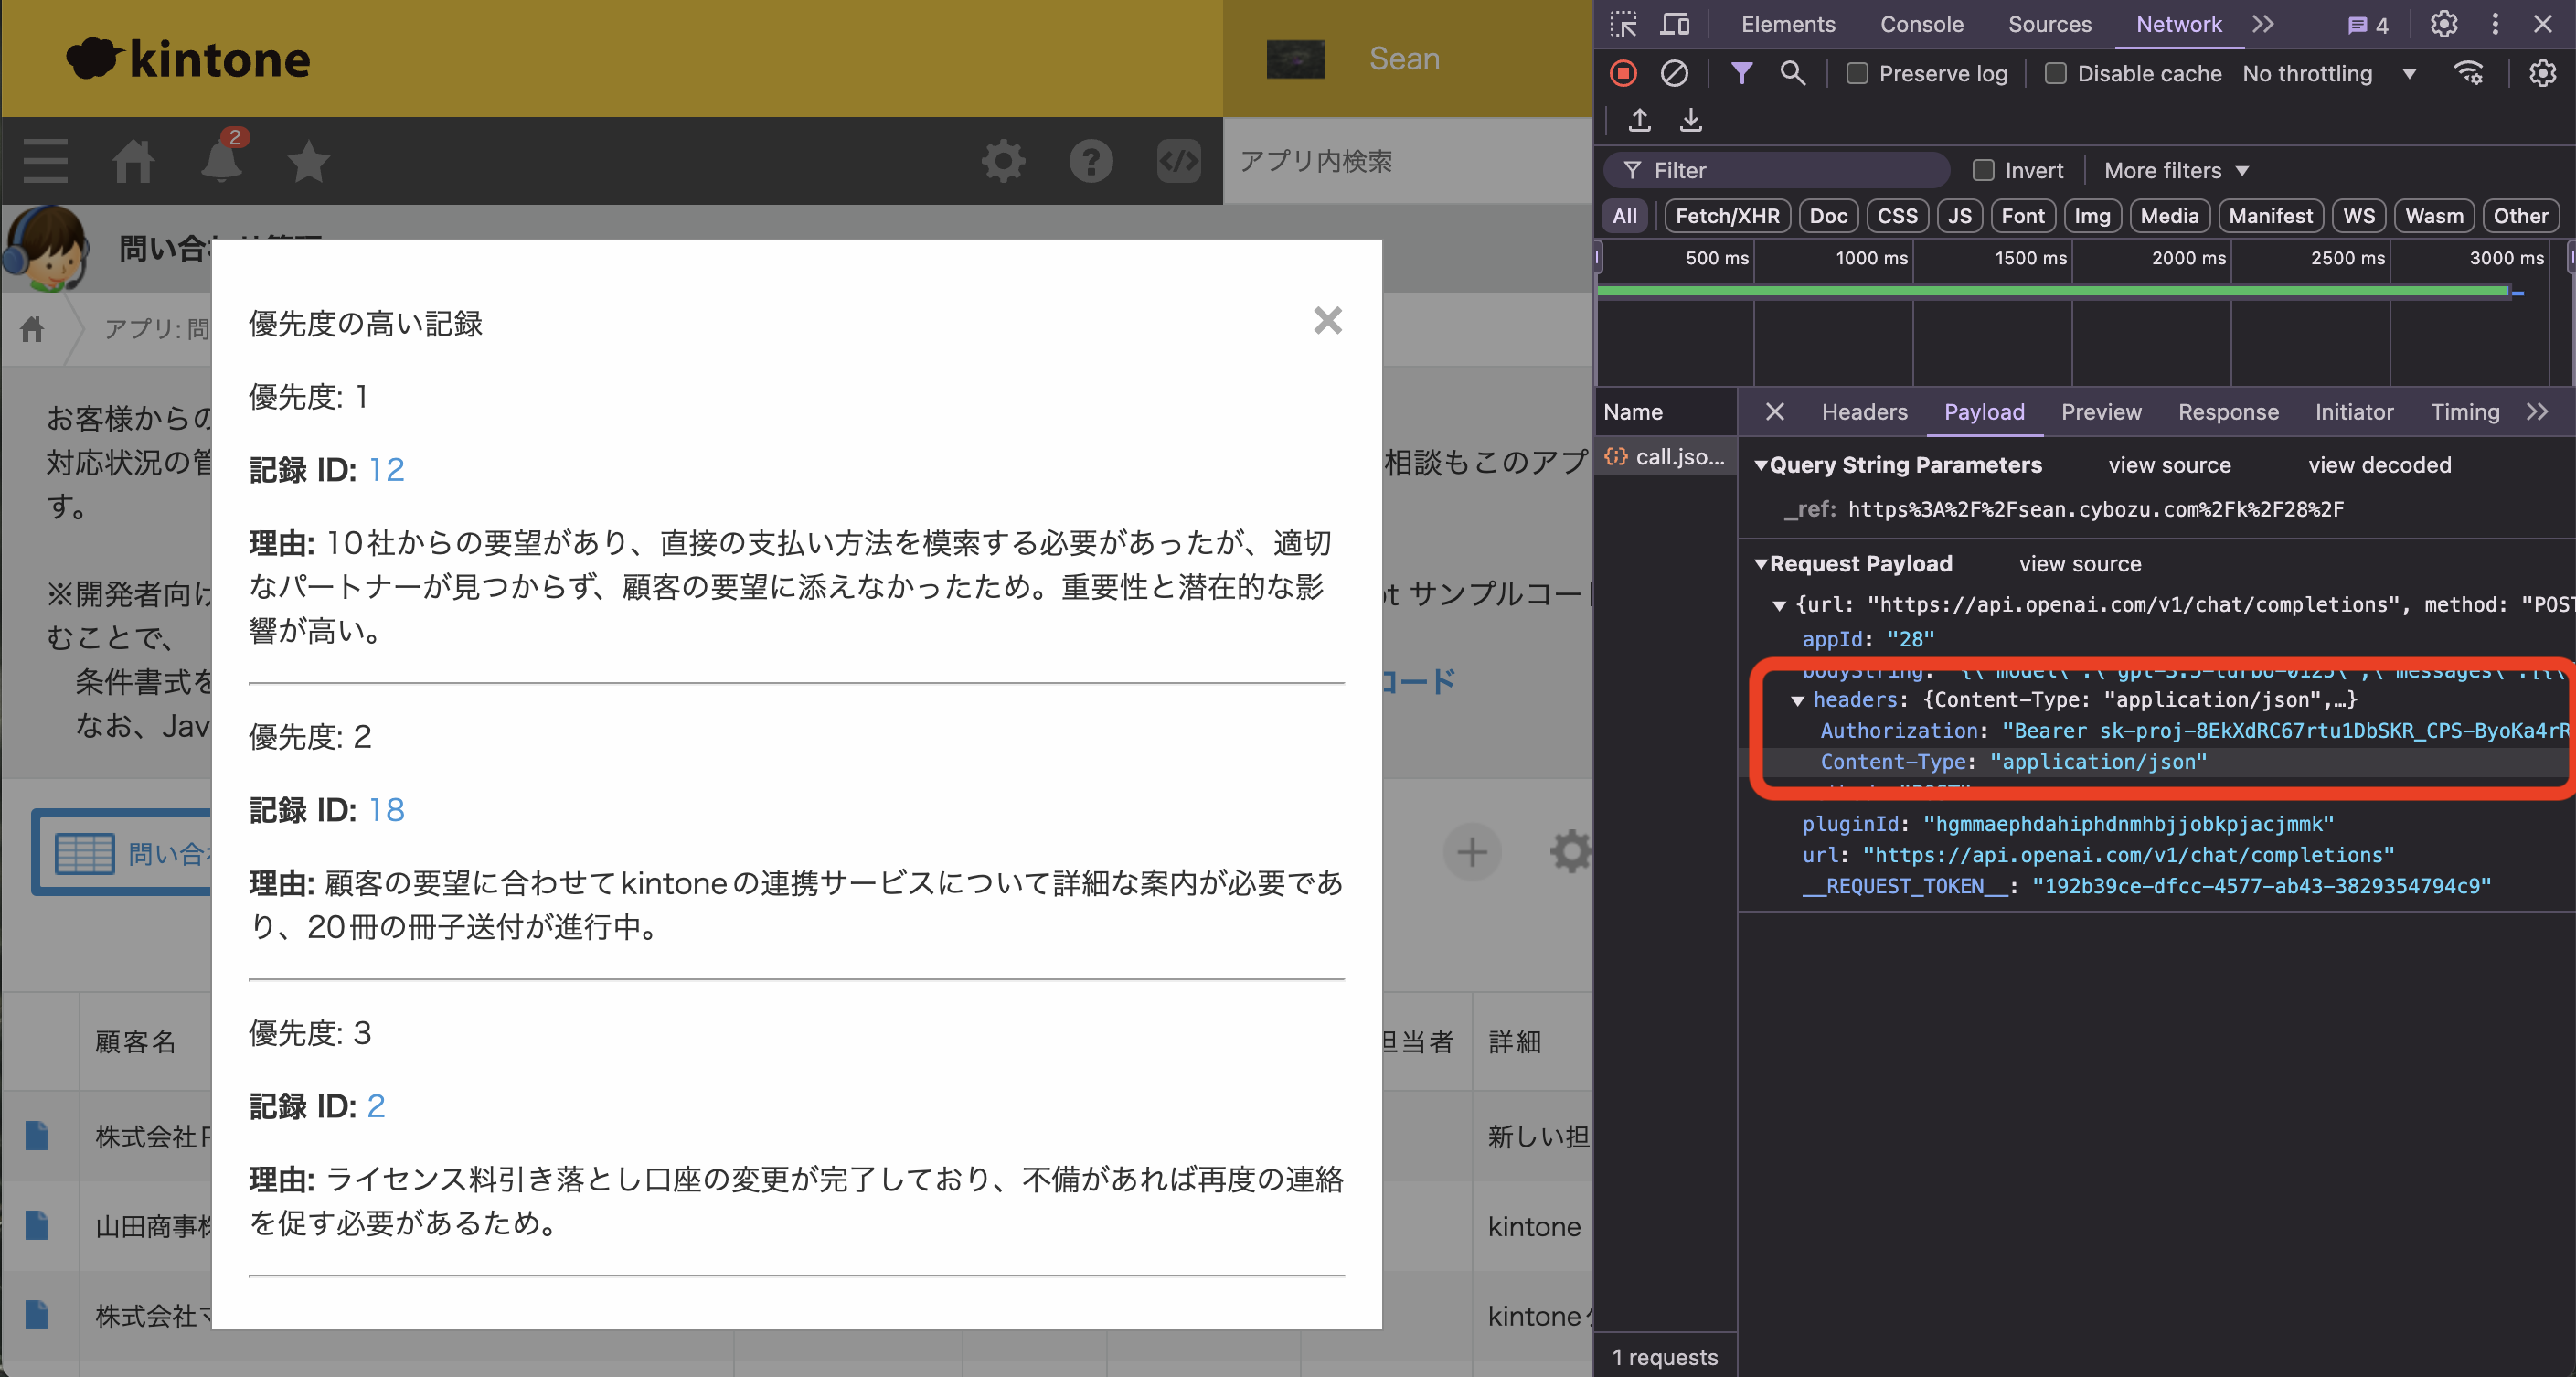 kintone
Sean
2
アプリ内検索
問い合わせ管理
アプリ: 問
お客様からの
対応状況の管
す。
相談もこのアプ
※開発者向け
むことで、
条件書式を
なお、Jav
pt サンプルコード
コード
問い合わ
優先度の高い記録
×
優先度: 1
記録 ID: 12
理由: 10社からの要望があり、直接の支払い方法を模索する必要があったが、適切
なパートナーが見つからず、顧客の要望に添えなかったため。重要性と潜在的な影
響が高い。
優先度: 2
記録 ID: 18
理由: 顧客の要望に合わせてkintoneの連携サービスについて詳細な案内が必要であ
り、20冊の冊子送付が進行中。
優先度: 3
記録 ID: 2
理由: ライセンス料引き落とし口座の変更が完了しており、不備があれば再度の連絡
を促す必要があるため。
顧客名
担当者
詳細
株式会社F
新しい担
山田商事株
kintone
株式会社マ
kintone
Elements Console Sources Network 4
Preserve log Disable cache No throttling
Filter Invert More filters
All Fetch/XHR Doc CSS JS Font Img Media Manifest WS Wasm Other
500 ms 1000 ms 1500 ms 2000 ms 2500 ms 3000 ms
Name Headers Payload Preview Response Initiator Timing
call.jso...
Query String Parameters view source view decoded
_ref: https%3A%2F%2Fsean.cybozu.com%2Fk%2F28%2F
Request Payload view source
{url: "https://api.openai.com/v1/chat/completions", method: "POST
appId: "28"
bodyString: "{\"model\":\"gpt-3.5-turbo-0125\",\"messages\":[{\
headers: {Content-Type: "application/json",…}
Authorization: "Bearer sk-proj-8EkXdRC67rtu1DbSKR_CPS-ByoKa4rR
Content-Type: "application/json"
method: "POST"
pluginId: "hgmmaephdahiphdnmhbjjobkpjacjmmk"
url: "https://api.openai.com/v1/chat/completions"
__REQUEST_TOKEN__: "192b39ce-dfcc-4577-ab43-3829354794c9"
1 requests